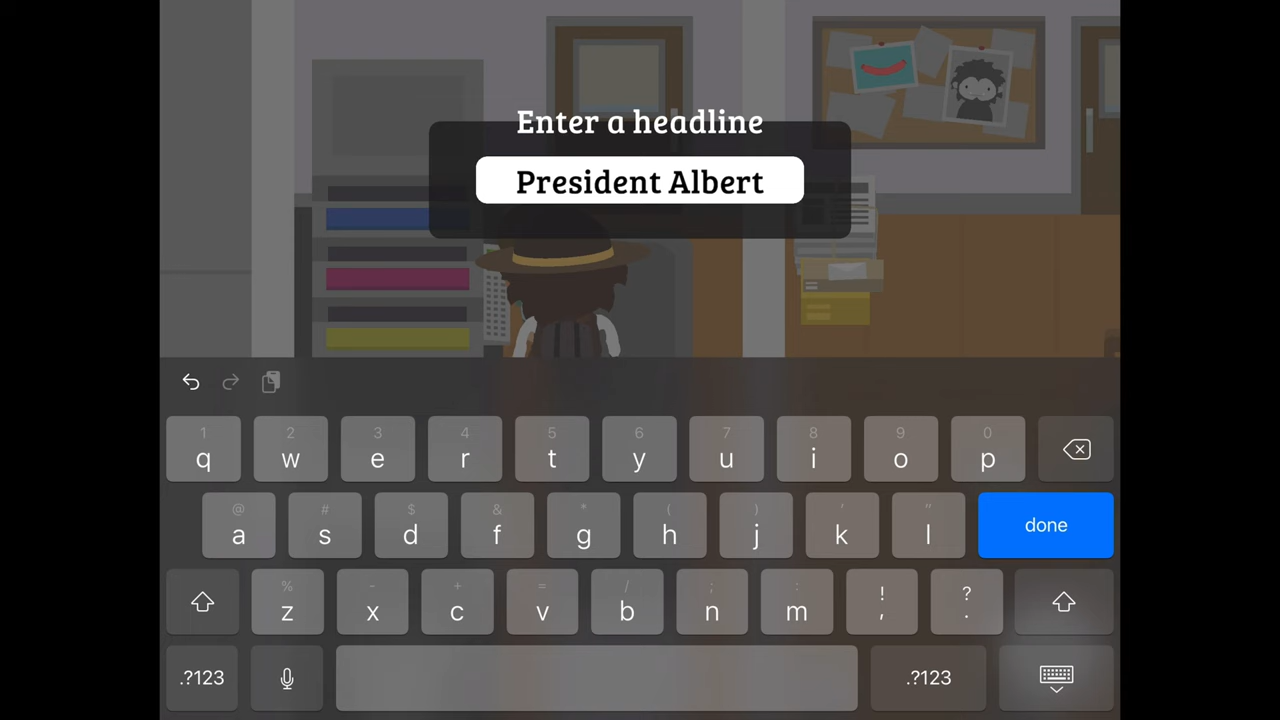 Enter a headline
President Albert
1 2 3 4 5 6 7 8 9 0
q w e r t y u i o p
@ # $ & * ( ) ' "
a s d f g h j k l done
% - + = / ; : ! ?
z x c v b n m , .
.?123 .?123